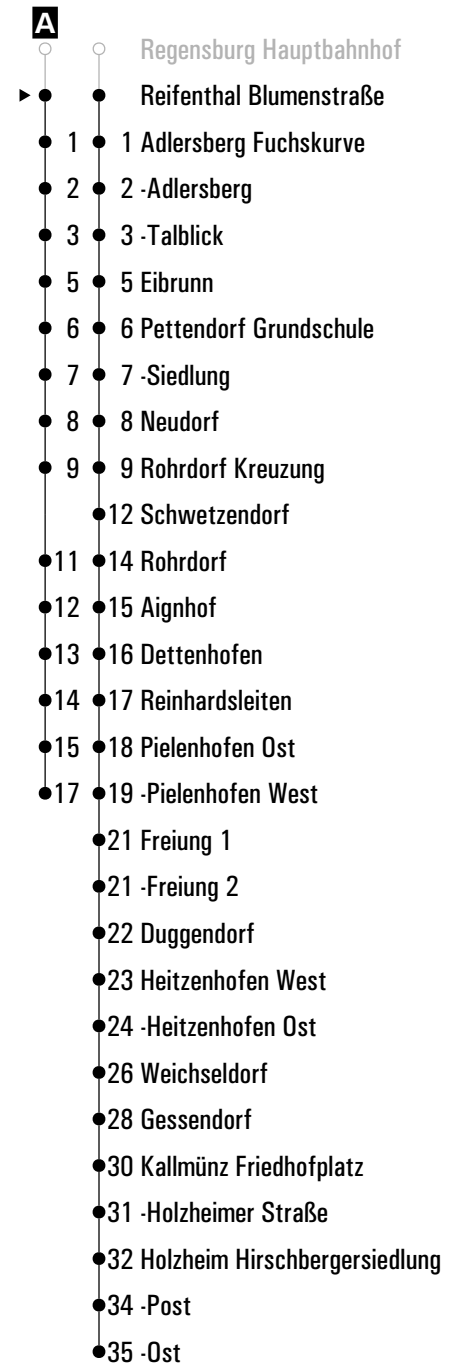 A
Regensburg Hauptbahnhof
Reifenthal Blumenstraße
1 1 Adlersberg Fuchskurve
2 2 -Adlersberg
3 3 -Talblick
5 5 Eibrunn
6 6 Pettendorf Grundschule
7 7 -Siedlung
8 8 Neudorf
9 9 Rohrdorf Kreuzung
12 Schwetzendorf
11 14 Rohrdorf
12 15 Aignhof
13 16 Dettenhofen
14 17 Reinhardsleiten
15 18 Pielenhofen Ost
17 19 -Pielenhofen West
21 Freiung 1
21 -Freiung 2
22 Duggendorf
23 Heitzenhofen West
24 -Heitzenhofen Ost
26 Weichseldorf
28 Gessendorf
30 Kallmünz Friedhofplatz
31 -Holzheimer Straße
32 Holzheim Hirschbergersiedlung
34 -Post
35 -Ost